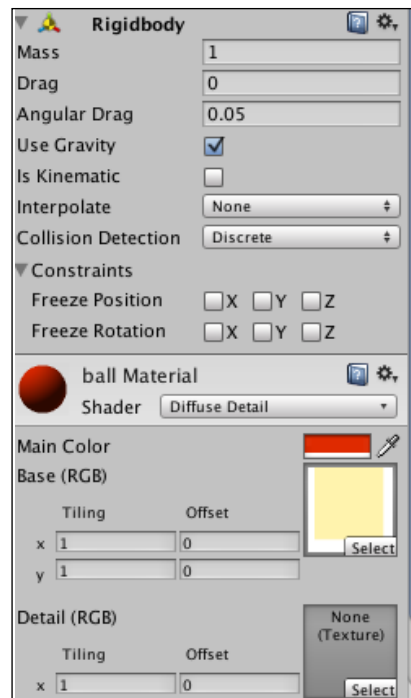 Rigidbody
Mass 1
Drag 0
Angular Drag 0.05
Use Gravity
Is Kinematic
Interpolate None
Collision Detection Discrete
Constraints
Freeze Position X Y Z
Freeze Rotation X Y Z
ball Material
Shader Diffuse Detail
Main Color
Base (RGB)
Tiling Offset
x 1 0
Select
y 1 0
Detail (RGB) None
(Texture)
Tiling Offset
x 1 0
Select